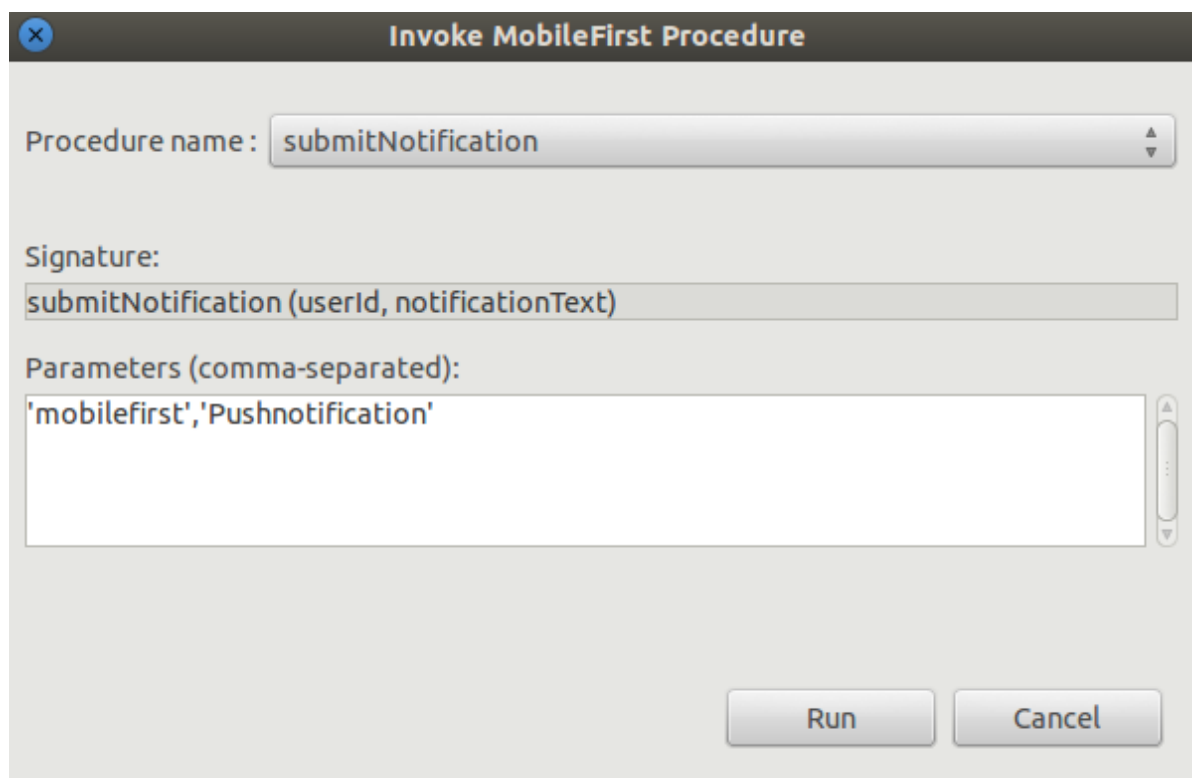 Invoke MobileFirst Procedure
Procedure name : submitNotification
Signature:
submitNotification (userId, notificationText)
Parameters (comma-separated):
'mobilefirst','Pushnotification'
Run Cancel